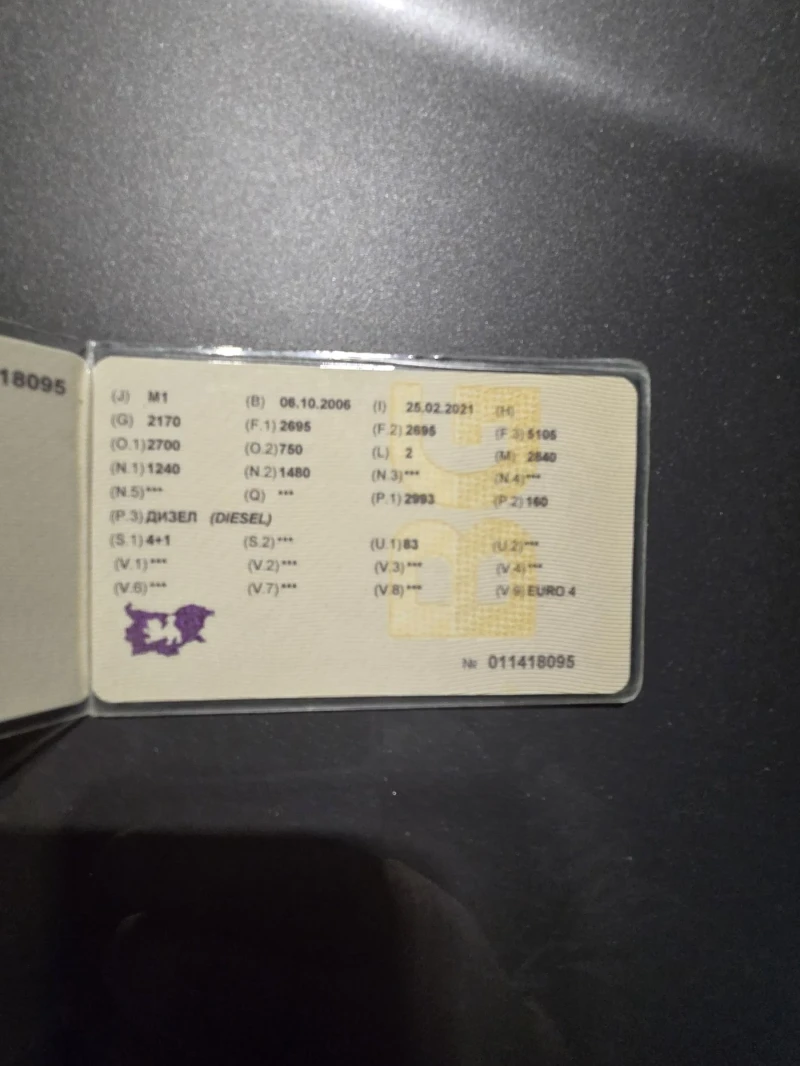 18095
(J) M1 (B) 06.10.2006 (I) 25.02.2021 (H)
(G) 2170 (F.1) 2695 (F.2) 2695 (F.3) 5105
(O.1) 2700 (O.2) 750 (L) 2 (M) 2840
(N.1) 1240 (N.2) 1480 (N.3) *** (N.4) ***
(N.5) *** (Q) *** (P.1) 2993 (P.2) 160
(P.3) ДИЗЕЛ (DIESEL)
(S.1) 4+1 (S.2) *** (U.1) 83 (U.2) ***
(V.1) *** (V.2) *** (V.3) *** (V.4) ***
(V.6) *** (V.7) *** (V.8) *** (V.9) EURO 4
№ 011418095
BG